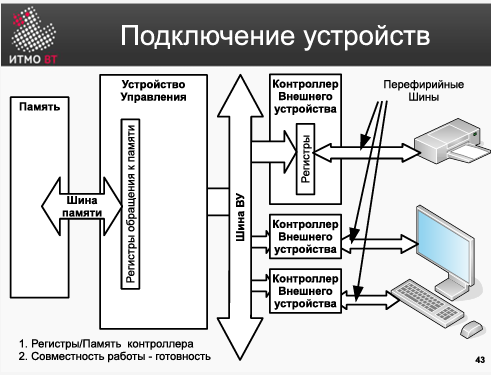 ИТМО ВТ
Подключение устройств
Память
Шина
памяти
Устройство
Управления
Регистры обращения к памяти
Шина ВУ
Контроллер
Внешнего
устройства
Регистры
Контроллер
Внешнего
устройства
Контроллер
Внешнего
устройства
Перефирийные
Шины
1. Регистры/Память контроллера
2. Совместность работы - готовность
43